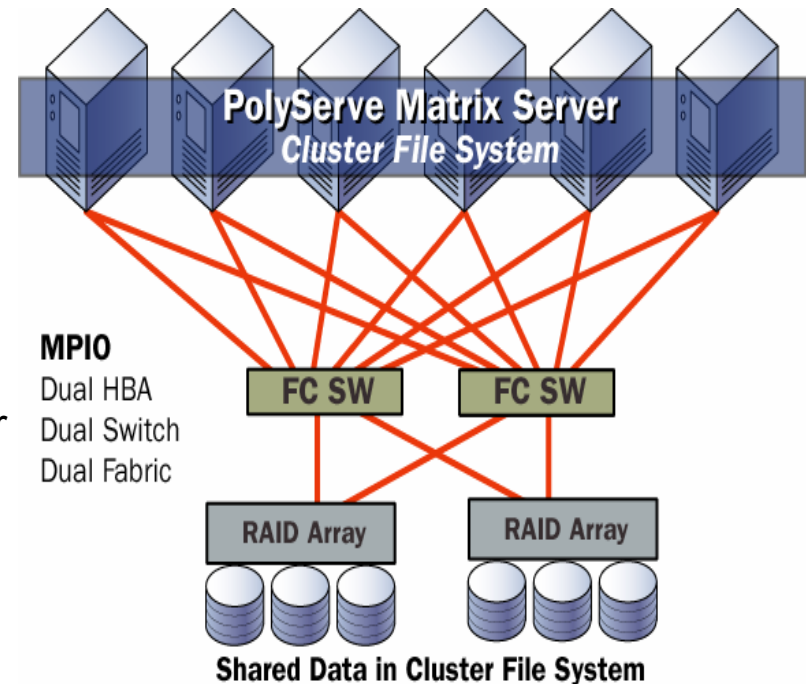 PolyServe Matrix Server
Cluster File System
MPIO
Dual HBA
Dual Switch
Dual Fabric
FC SW
FC SW
r
RAID Array
RAID Array
Shared Data in Cluster File System